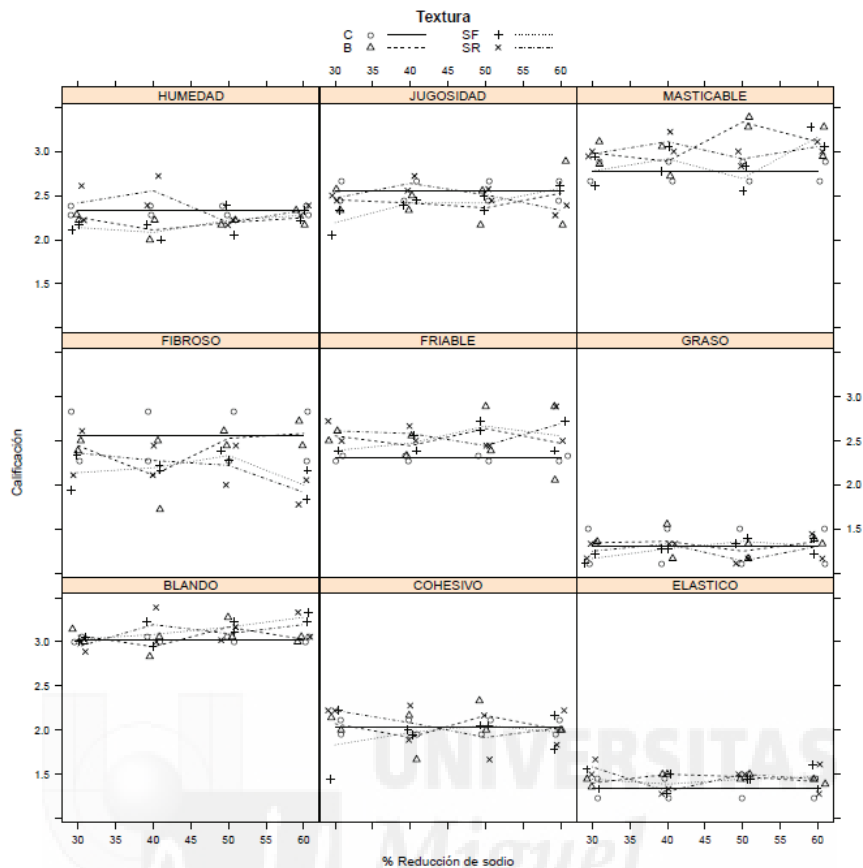 Textura
C SF
B SR
30 35 40 45 50 55 60
HUMEDAD JUGOSIDAD MASTICABLE
3.0
2.5
2.0
1.5
FIBROSO FRIABLE GRASO
3.0
2.5
2.0
1.5
Calificación
BLANDO COHESIVO ELASTICO
3.0
2.5
2.0
1.5
30 35 40 45 50 55 60
30 35 40 45 50 55 60
% Reducción de sodio
UNIVERSITAS
Miguel